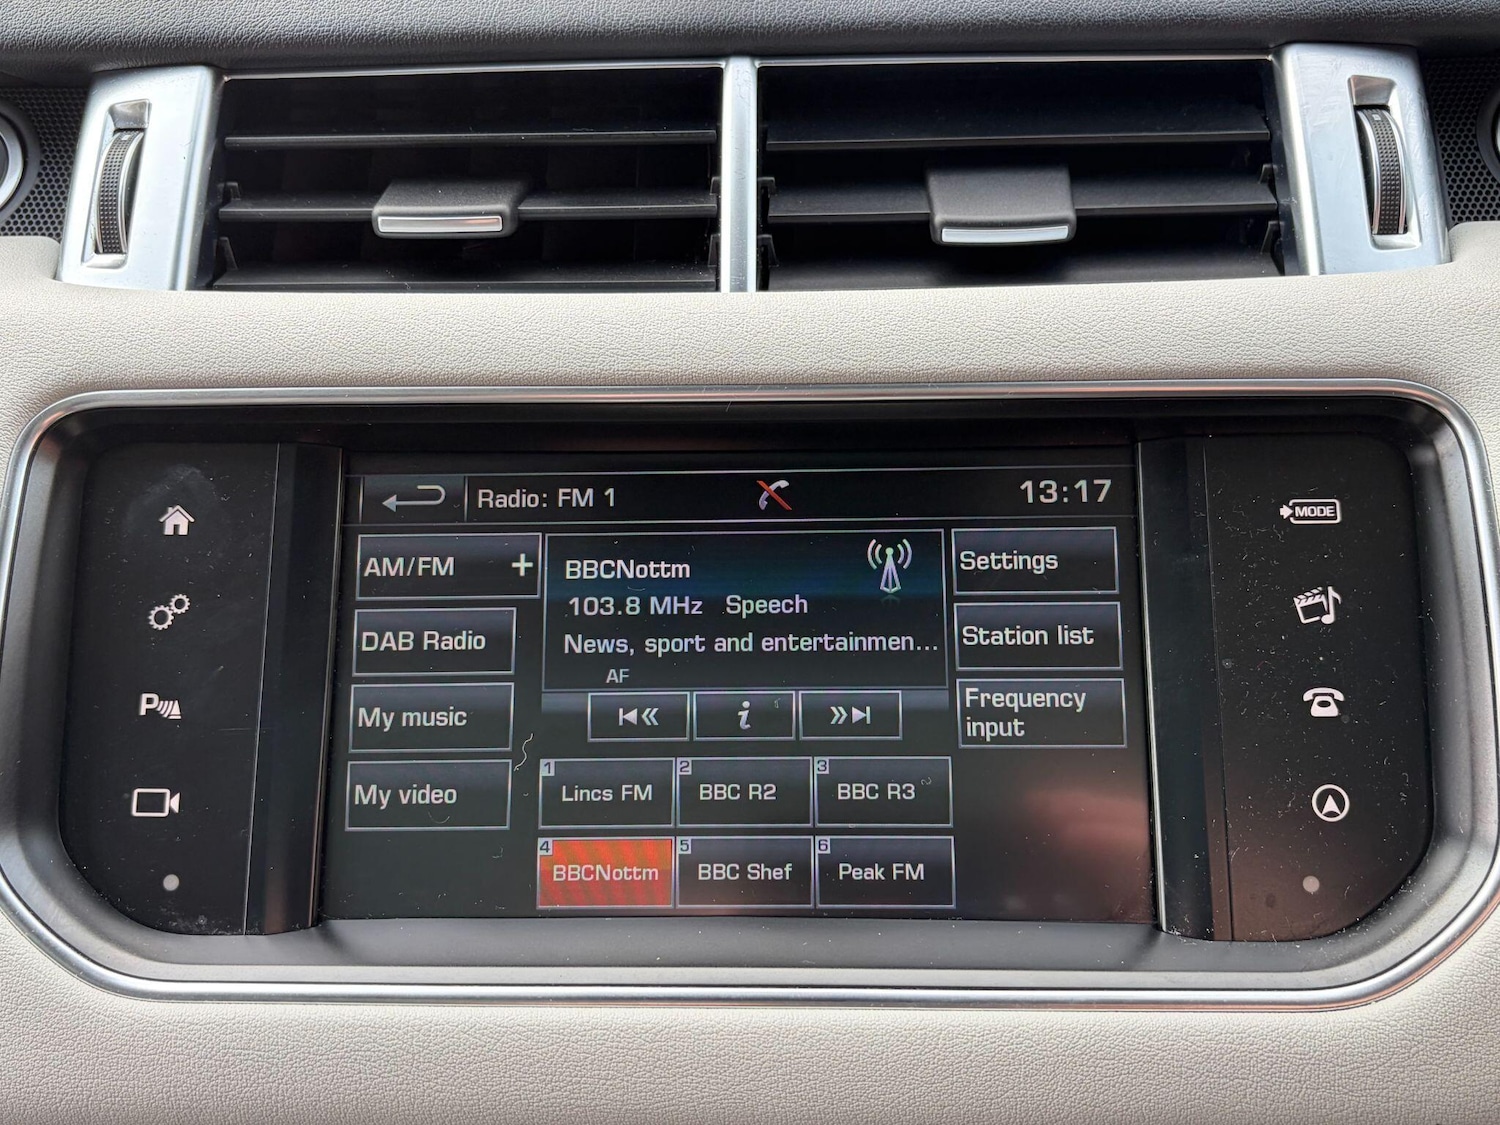 Radio: FM 1
13:17
MODE
AM/FM +
DAB Radio
My music
My video
BBCNottm
103.8 MHz Speech
News, sport and entertainmen...
AF
i
Settings
Station list
Frequency
input
1 Lincs FM
2 BBC R2
3 BBC R3
4 BBCNottm
5 BBC Shef
6 Peak FM
P